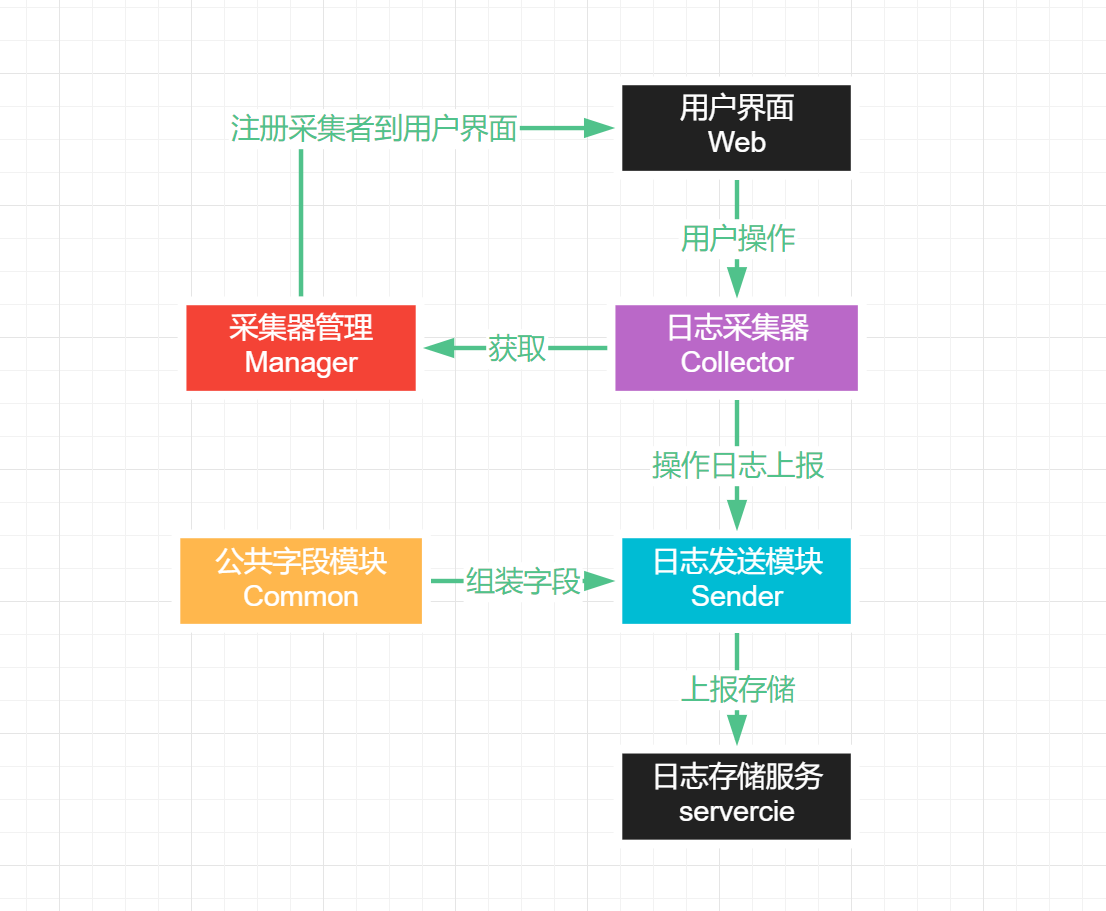 用户界面
Web
注册采集者到用户界面
用户操作
采集器管理
Manager
获取
日志采集器
Collector
操作日志上报
公共字段模块
Common
组装字段
日志发送模块
Sender
上报存储
日志存储服务
servercie